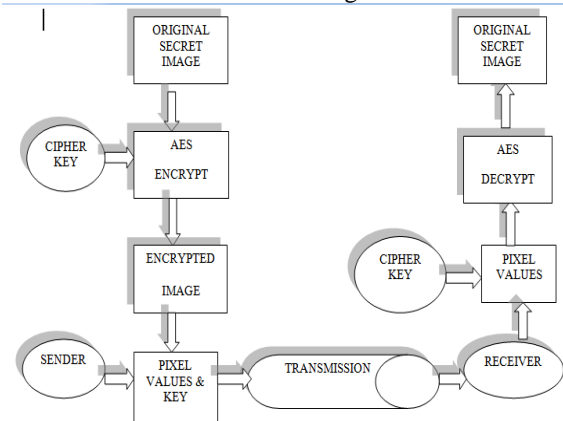 ORIGINAL
SECRET
IMAGE
CIPHER
KEY
AES
ENCRYPT
ENCRYPTED
IMAGE
SENDER
PIXEL
VALUES &
KEY
TRANSMISSION
RECEIVER
CIPHER
KEY
PIXEL
VALUES
AES
DECRYPT
ORIGINAL
SECRET
IMAGE